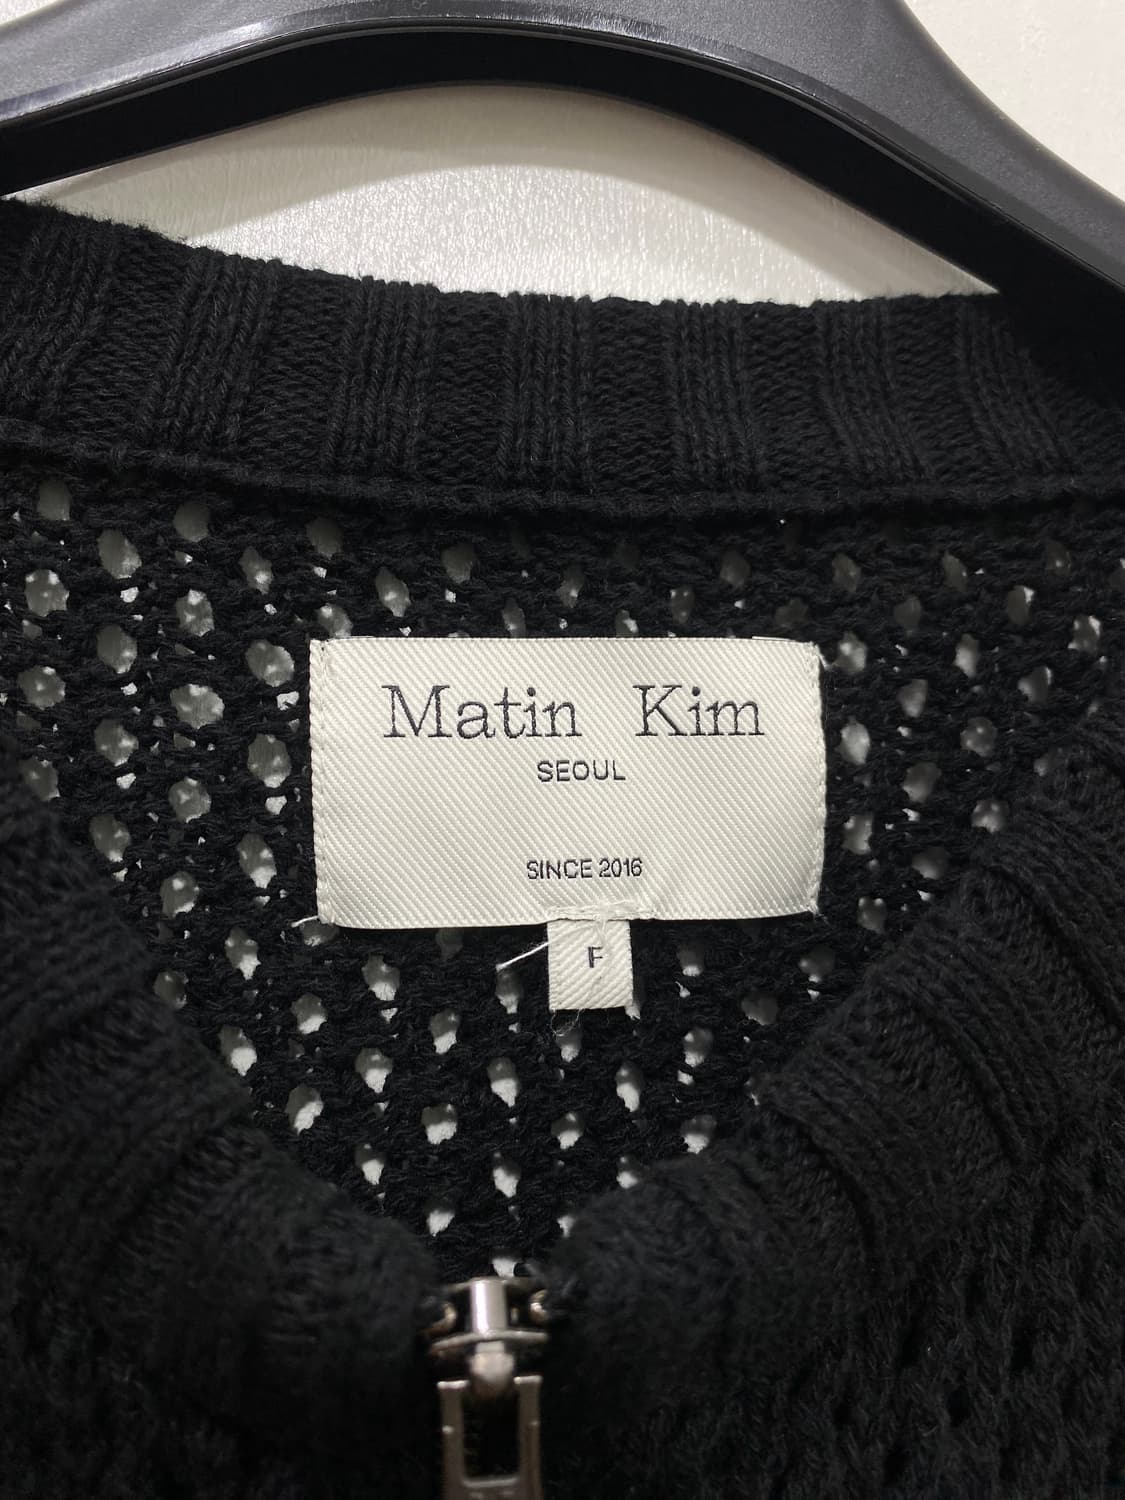 Matin Kim
SEOUL
SINCE 2016
F